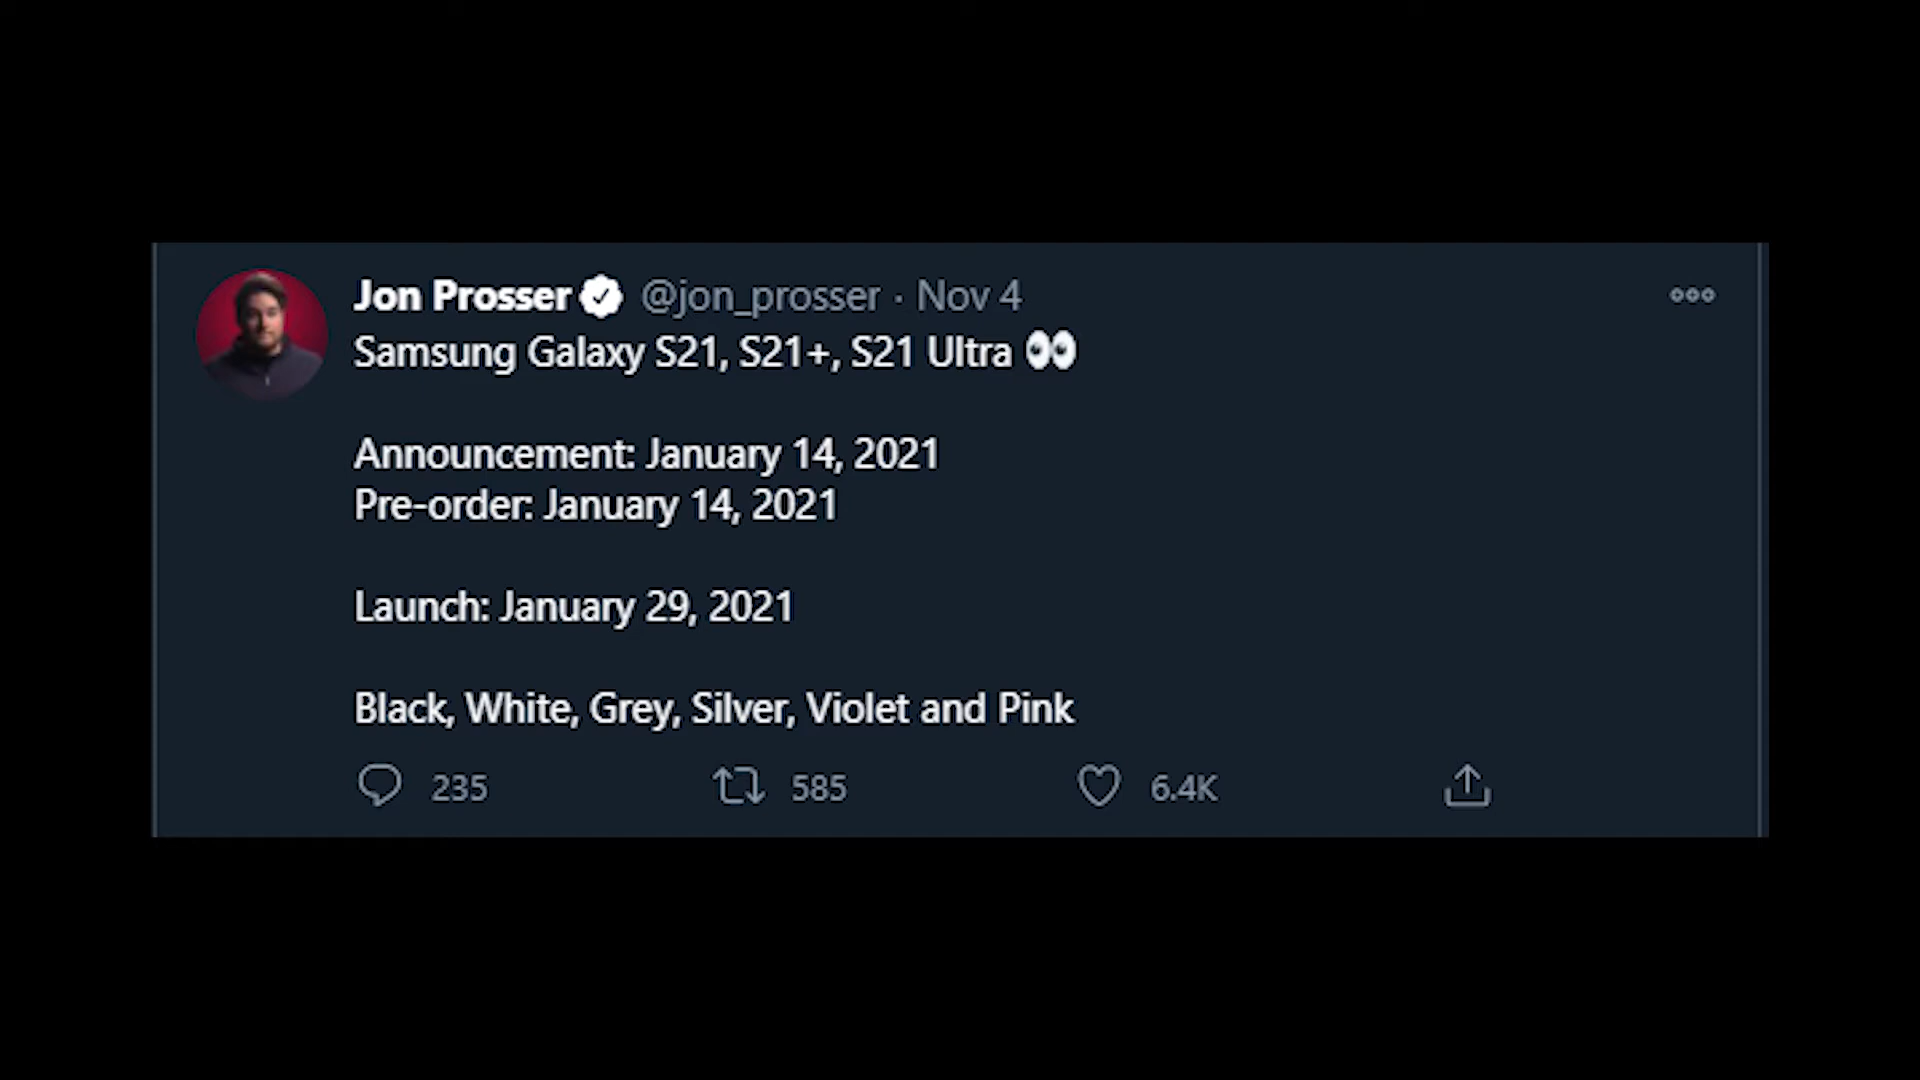 Jon Prosser @jon_prosser · Nov 4
Samsung Galaxy S21, S21+, S21 Ultra 👀
Announcement: January 14, 2021
Pre-order: January 14, 2021
Launch: January 29, 2021
Black, White, Grey, Silver, Violet and Pink
235 585 6.4K